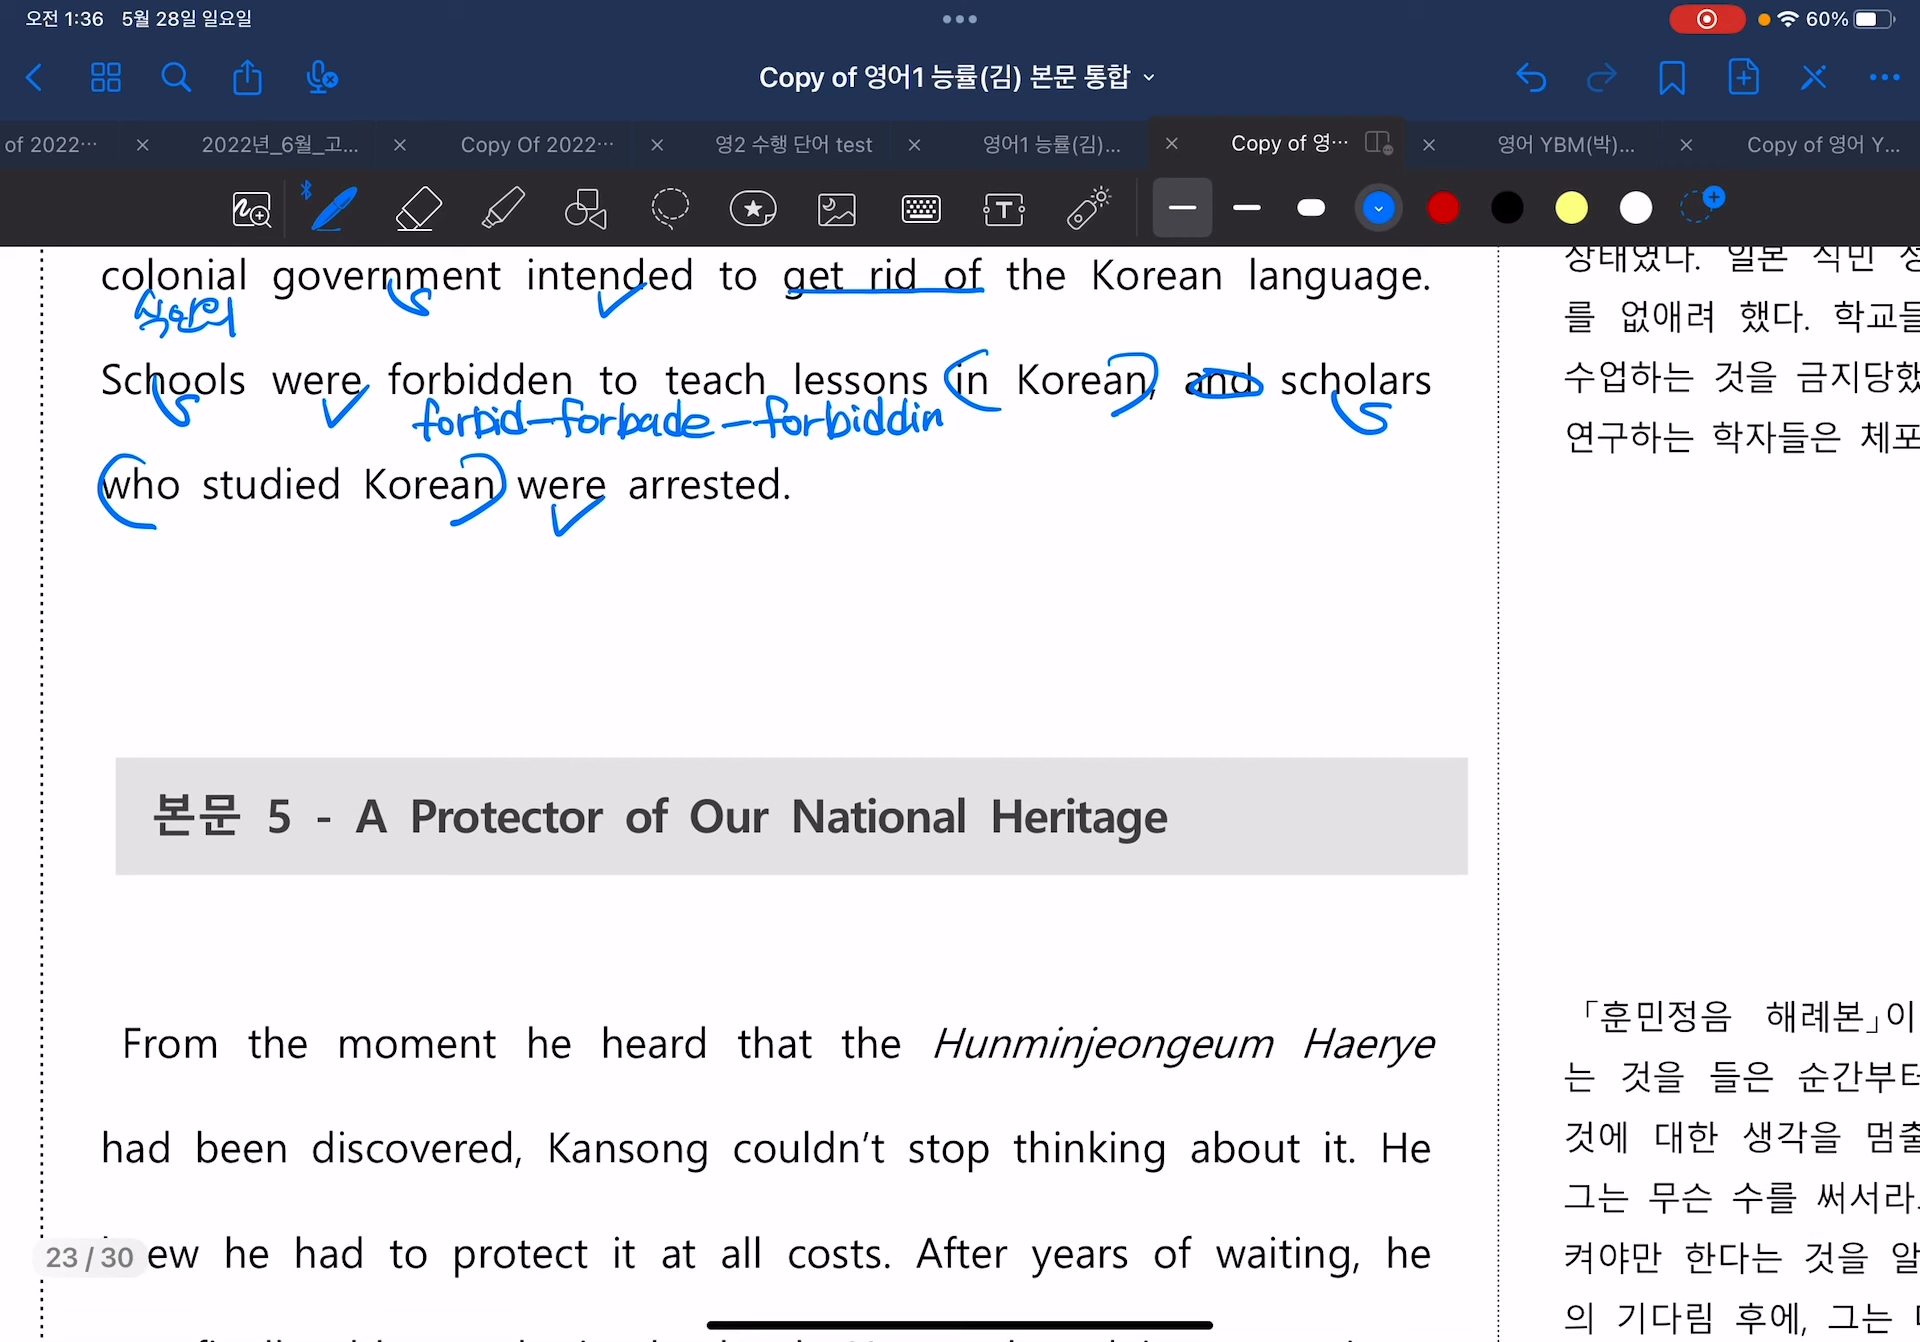 오전 1:36 5월 28일 일요일
60%
Copy of 영어1 능률(김) 본문 통합
of 2022…
2022년_6월_고...
Copy Of 2022…
영2 수행 단어 test
영어1 능률(김)...
Copy of 영…
영어 YBM(박)...
Copy of 영어 Y...
colonial government intended to get rid of the Korean language.
식민의
Schools were forbidden to teach lessons in Korean, and scholars
forbid-forbade-forbiddin
who studied Korean were arrested.
본문 5 - A Protector of Our National Heritage
From the moment he heard that the Hunminjeongeum Haerye
had been discovered, Kansong couldn't stop thinking about it. He
ew he had to protect it at all costs. After years of waiting, he
23 / 30
상태였다. 일본 식민
를 없애려 했다. 학교들
수업하는 것을 금지당했
연구하는 학자들은 체포
「훈민정음 해례본」이
는 것을 들은 순간부터
것에 대한 생각을 멈출
그는 무슨 수를 써서라
켜야만 한다는 것을 알
의 기다림 후에, 그는